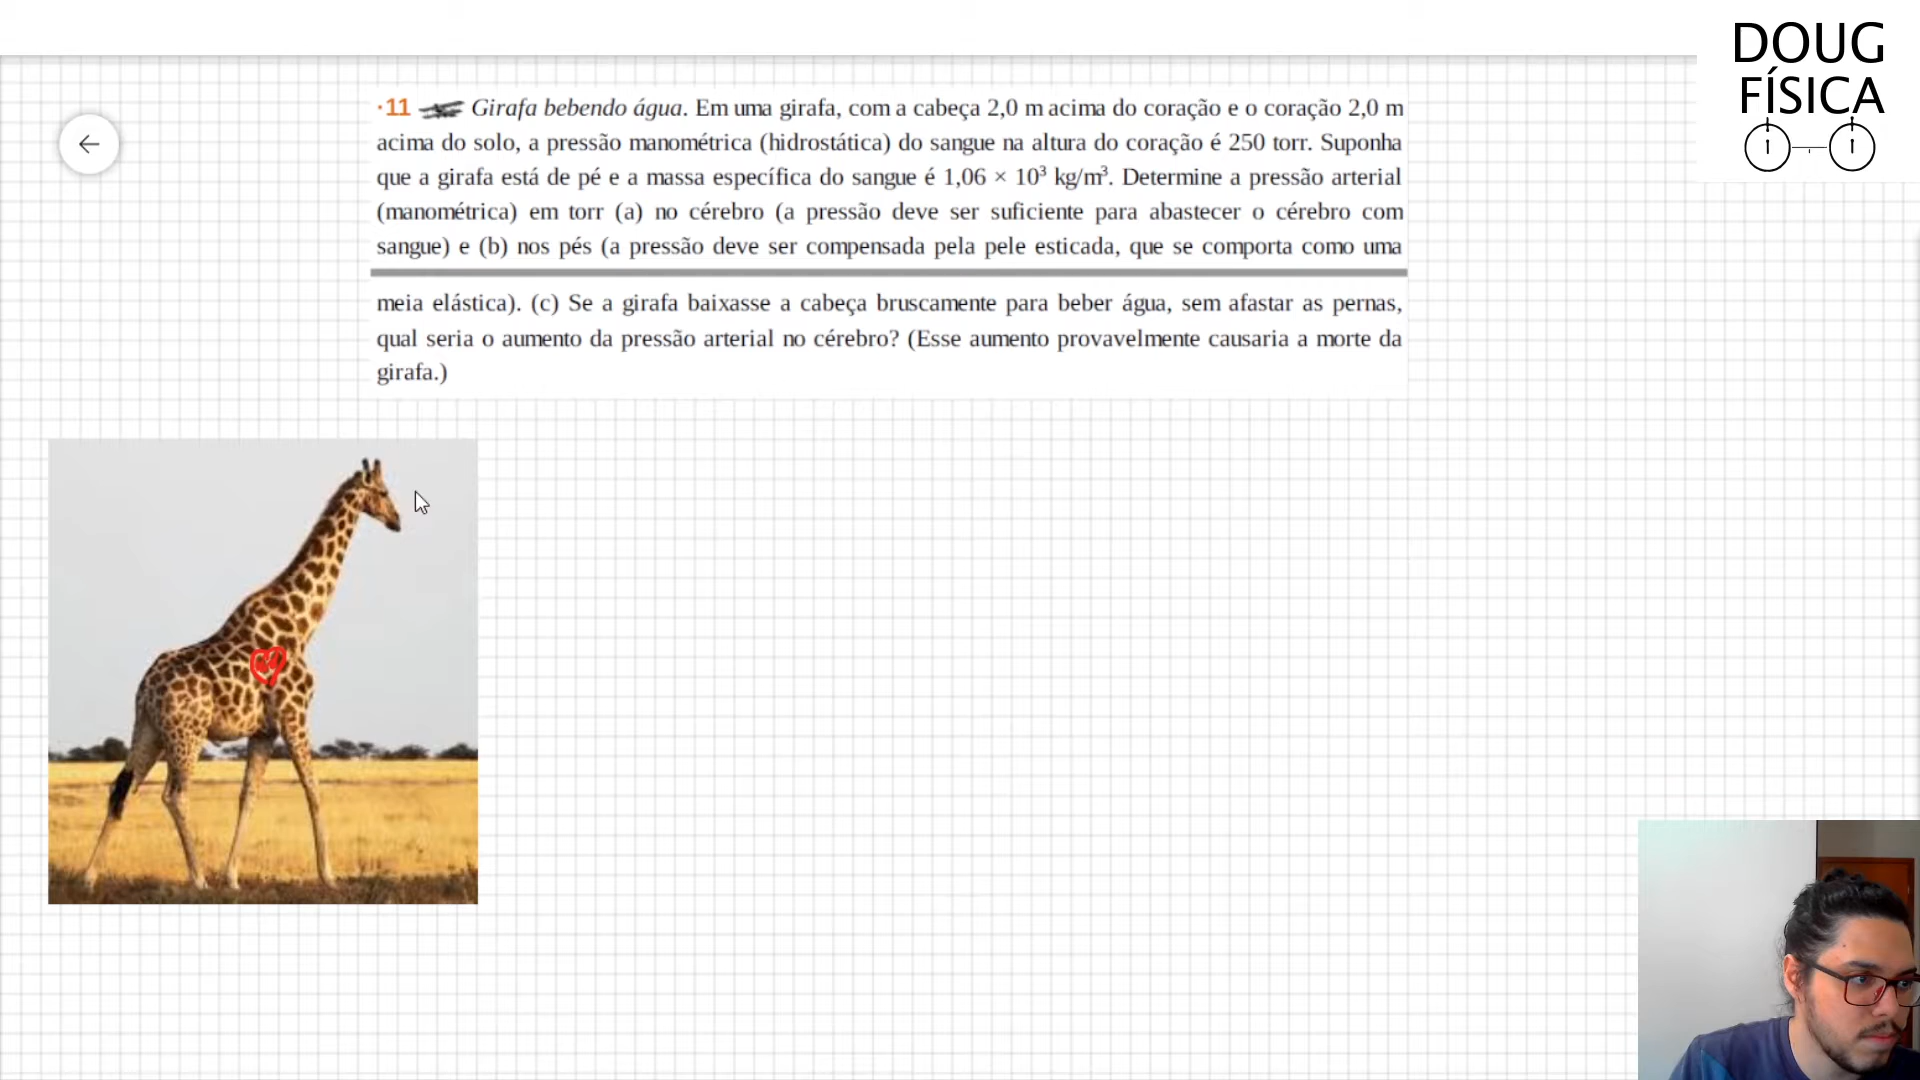 DOUG
FÍSICA
·11 Girafa bebendo água. Em uma girafa, com a cabeça 2,0 m acima do coração e o coração 2,0 m
acima do solo, a pressão manométrica (hidrostática) do sangue na altura do coração é 250 torr. Suponha
que a girafa está de pé e a massa específica do sangue é 1,06 × 10³ kg/m³. Determine a pressão arterial
(manométrica) em torr (a) no cérebro (a pressão deve ser suficiente para abastecer o cérebro com
sangue) e (b) nos pés (a pressão deve ser compensada pela pele esticada, que se comporta como uma
meia elástica). (c) Se a girafa baixasse a cabeça bruscamente para beber água, sem afastar as pernas,
qual seria o aumento da pressão arterial no cérebro? (Esse aumento provavelmente causaria a morte da
girafa.)